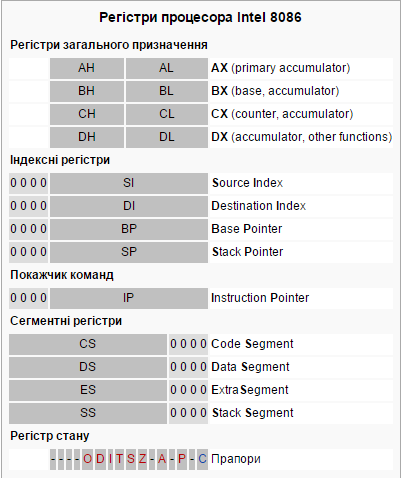 Регістри процесора Intel 8086
Регістри загального призначення
AH AL AX (primary accumulator)
BH BL BX (base, accumulator)
CH CL CX (counter, accumulator)
DH DL DX (accumulator, other functions)
Індексні регістри
0 0 0 0 SI Source Index
0 0 0 0 DI Destination Index
0 0 0 0 BP Base Pointer
0 0 0 0 SP Stack Pointer
Покажчик команд
0 0 0 0 IP Instruction Pointer
Сегментні регістри
CS 0 0 0 0 Code Segment
DS 0 0 0 0 Data Segment
ES 0 0 0 0 ExtraSegment
SS 0 0 0 0 Stack Segment
Регістр стану
- - - - O D I T S Z - A - P - C Прапори